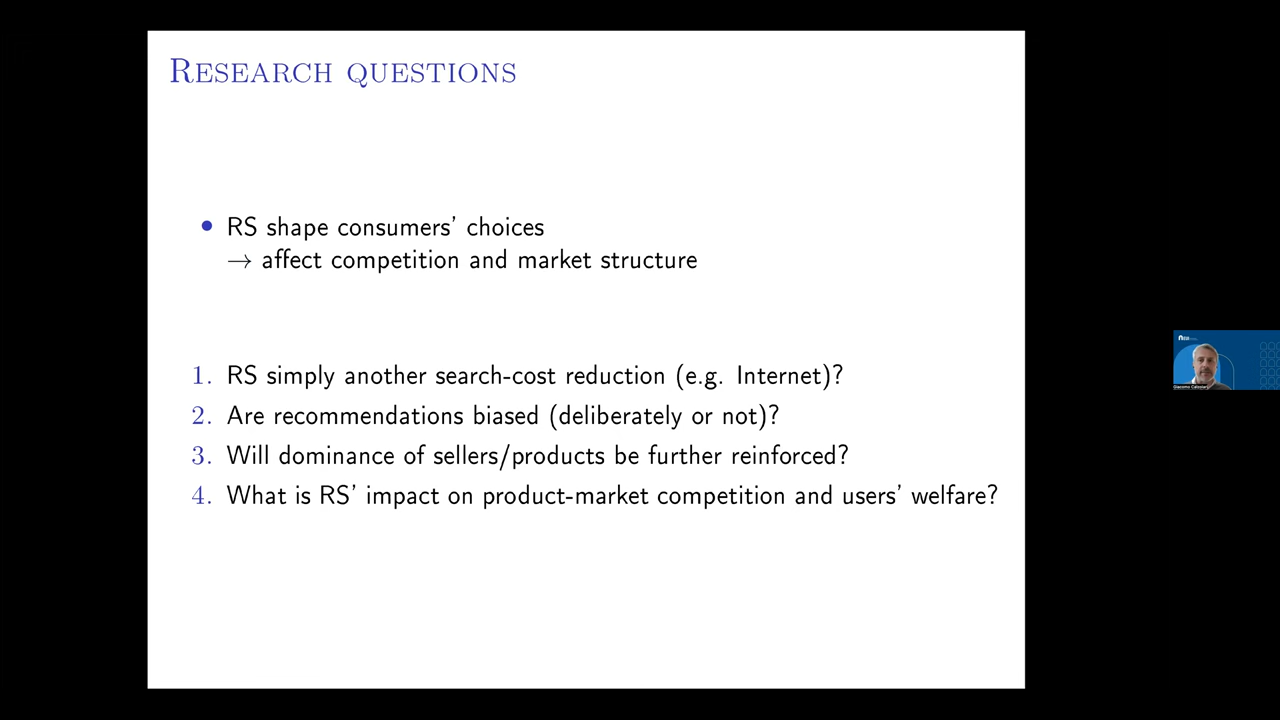 RESEARCH QUESTIONS
• RS shape consumers’ choices
→ affect competition and market structure
1. RS simply another search-cost reduction (e.g. Internet)?
2. Are recommendations biased (deliberately or not)?
3. Will dominance of sellers/products be further reinforced?
4. What is RS’ impact on product-market competition and users’ welfare?